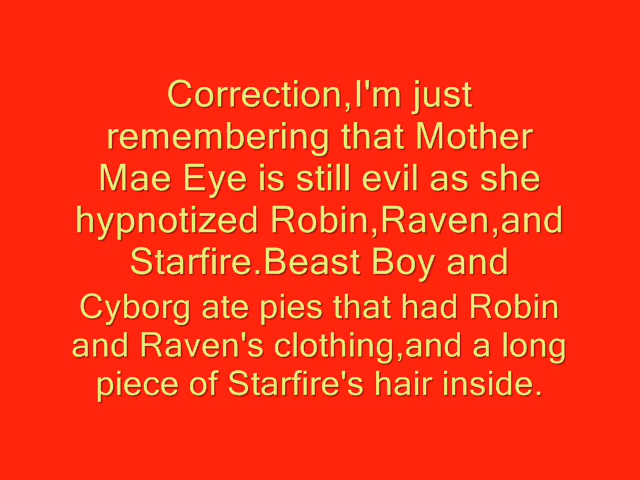 Correction,I'm just
remembering that Mother
Mae Eye is still evil as she
hypnotized Robin,Raven,and
Starfire.Beast Boy and
Cyborg ate pies that had Robin
and Raven's clothing,and a long
piece of Starfire's hair inside.